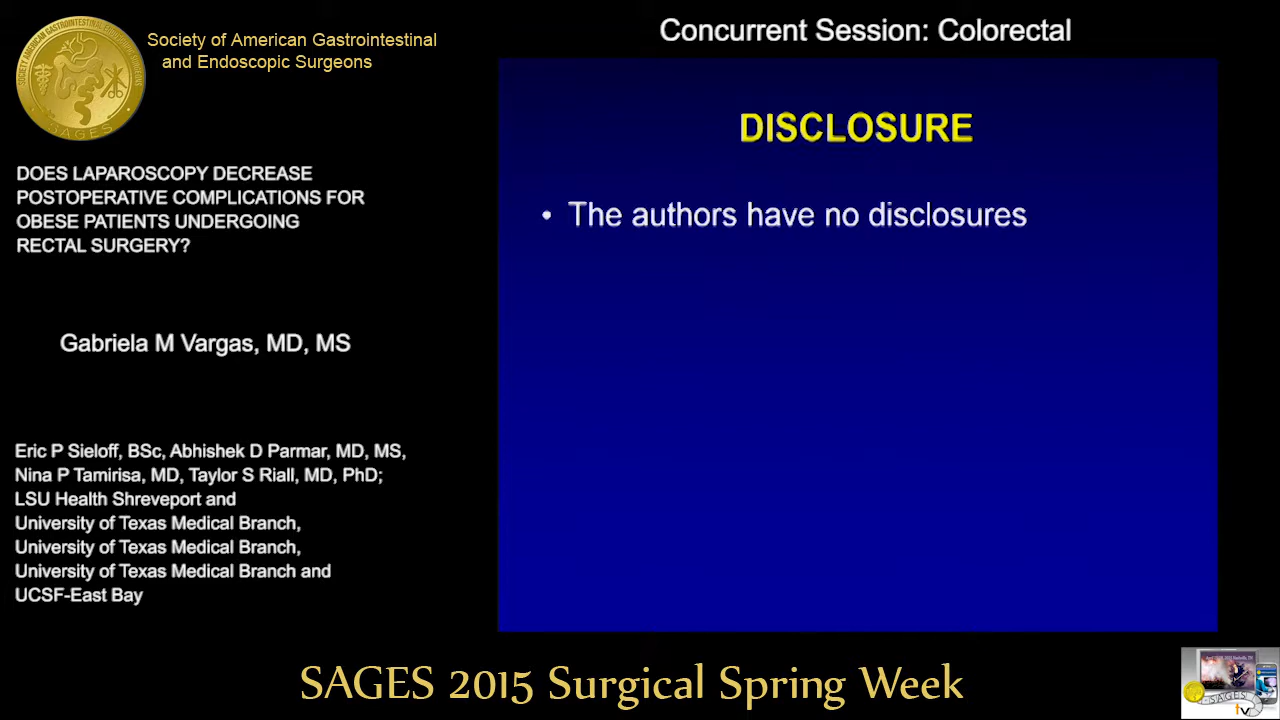 Society of American Gastrointestinal
and Endoscopic Surgeons
SAGES
Concurrent Session: Colorectal
DOES LAPAROSCOPY DECREASE
POSTOPERATIVE COMPLICATIONS FOR
OBESE PATIENTS UNDERGOING
RECTAL SURGERY?
Gabriela M Vargas, MD, MS
Eric P Sieloff, BSc, Abhishek D Parmar, MD, MS,
Nina P Tamirisa, MD, Taylor S Riall, MD, PhD;
LSU Health Shreveport and
University of Texas Medical Branch,
University of Texas Medical Branch,
University of Texas Medical Branch and
UCSF-East Bay
DISCLOSURE
• The authors have no disclosures
SAGES 2015 Surgical Spring Week
SAGES
tv